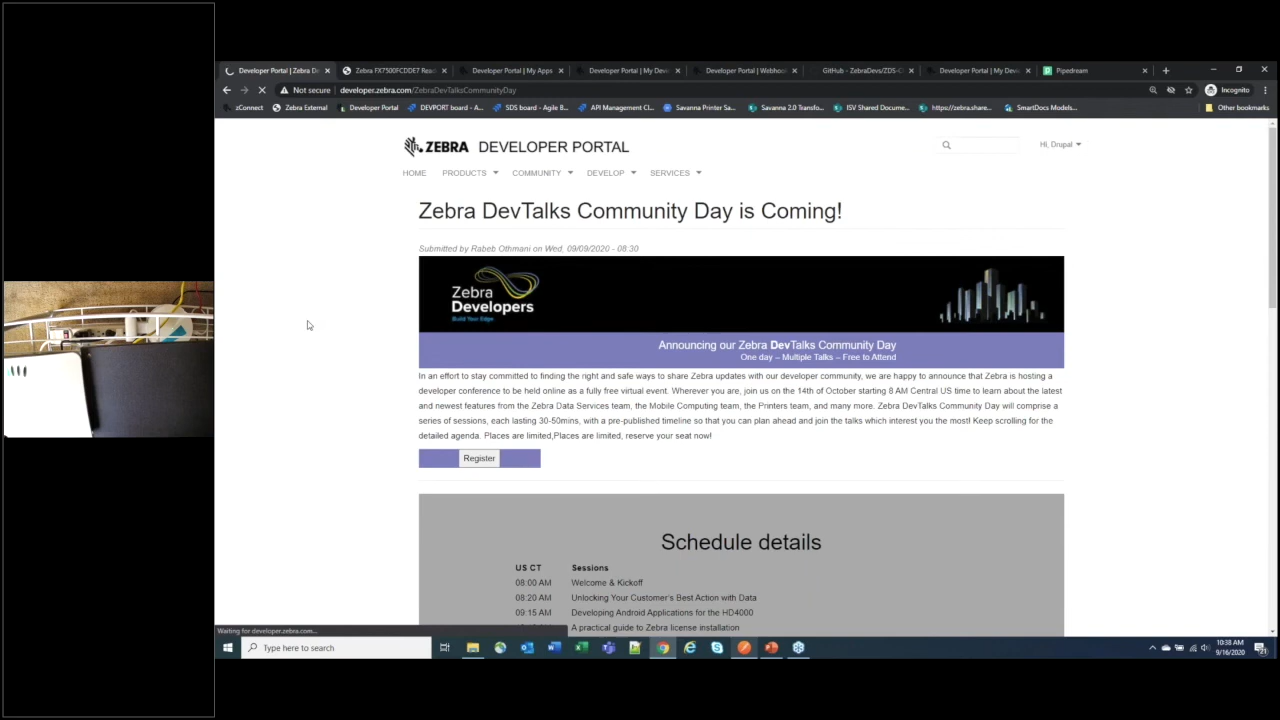 Developer Portal | Zebra De
Zebra FX7500FCDDE7 Read
Developer Portal | My Apps
Developer Portal | My Dev
Developer Portal | Webhoo
GitHub - ZebraDevs/ZDS-C
Developer Portal | My Dev
Pipedream
Not secure | developer.zebra.com/ZebraDevTalksCommunityDay
Incognito
zConnect
Zebra External
Developer Portal
DEVPORT board - A...
SDS board - Agile B...
API Management Cl...
Savanna Printer Sa...
Savanna 2.0 Transfo...
ISV Shared Docume...
https://zebra.share...
SmartDocs Models...
Other bookmarks
ZEBRA DEVELOPER PORTAL
Hi, Drupal
HOME PRODUCTS COMMUNITY DEVELOP SERVICES
Zebra DevTalks Community Day is Coming!
Submitted by Rabeb Othmani on Wed, 09/09/2020 - 08:30
Zebra
Developers
Build Your Edge
Announcing our Zebra DevTalks Community Day
One day – Multiple Talks – Free to Attend
In an effort to stay committed to finding the right and safe ways to share Zebra updates with our developer community, we are happy to announce that Zebra is hosting a
developer conference to be held online as a fully free virtual event. Wherever you are, join us on the 14th of October starting 8 AM Central US time to learn about the latest
and newest features from the Zebra Data Services team, the Mobile Computing team, the Printers team, and many more. Zebra DevTalks Community Day will comprise a
series of sessions, each lasting 30-50mins, with a pre-published timeline so that you can plan ahead and join the talks which interest you the most! Keep scrolling for the
detailed agenda. Places are limited,Places are limited, reserve your seat now!
Register
Schedule details
US CT Sessions
08:00 AM Welcome & Kickoff
08:20 AM Unlocking Your Customer's Best Action with Data
09:15 AM Developing Android Applications for the HD4000
A practical guide to Zebra license installation
Waiting for developer.zebra.com...
Type here to search
10:38 AM
9/16/2020